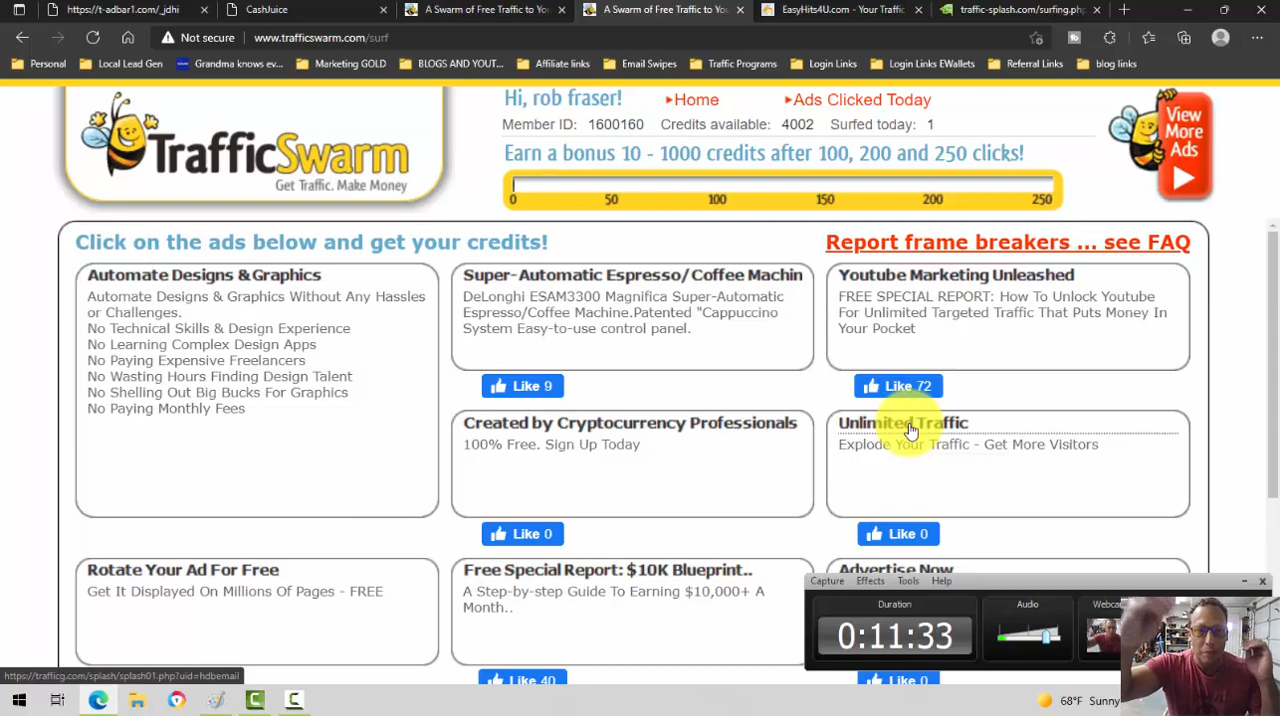 https://t-adbar1.com/_jdhi
CashJuice
A Swarm of Free Traffic to You
A Swarm of Free Traffic to You
EasyHits4U.com - Your Traffic
traffic-splash.com/surfing.php
Not secure
www.trafficswarm.com/surf
Personal
Local Lead Gen
Grandma knows ev...
Marketing GOLD
BLOGS AND YOUT...
Affiliate links
Email Swipes
Traffic Programs
Login Links
Login Links EWallets
Referral Links
blog links
TrafficSwarm
Get Traffic. Make Money
Hi, rob fraser!
Home
Ads Clicked Today
Member ID: 1600160 Credits available: 4002 Surfed today: 1
Earn a bonus 10 - 1000 credits after 100, 200 and 250 clicks!
0 50 100 150 200 250
View
More
Ads
Click on the ads below and get your credits!
Report frame breakers ... see FAQ
Automate Designs & Graphics
Automate Designs & Graphics Without Any Hassles
or Challenges.
No Technical Skills & Design Experience
No Learning Complex Design Apps
No Paying Expensive Freelancers
No Wasting Hours Finding Design Talent
No Shelling Out Big Bucks For Graphics
No Paying Monthly Fees
Super-Automatic Espresso/Coffee Machin
DeLonghi ESAM3300 Magnifica Super-Automatic
Espresso/Coffee Machine.Patented "Cappuccino
System Easy-to-use control panel.
Like 9
Youtube Marketing Unleashed
FREE SPECIAL REPORT: How To Unlock Youtube
For Unlimited Targeted Traffic That Puts Money In
Your Pocket
Like 72
Created by Cryptocurrency Professionals
100% Free. Sign Up Today
Like 0
Unlimited Traffic
Explode Your Traffic - Get More Visitors
Like 0
Rotate Your Ad For Free
Get It Displayed On Millions Of Pages - FREE
Free Special Report: $10K Blueprint..
A Step-by-step Guide To Earning $10,000+ A
Month..
Like 40
Advertise Now
Like 0
Capture Effects Tools Help
Duration
0:11:33
Audio
Webca
https://trafficg.com/splash/splash01.php?uid=hdbemail
68°F Sunny